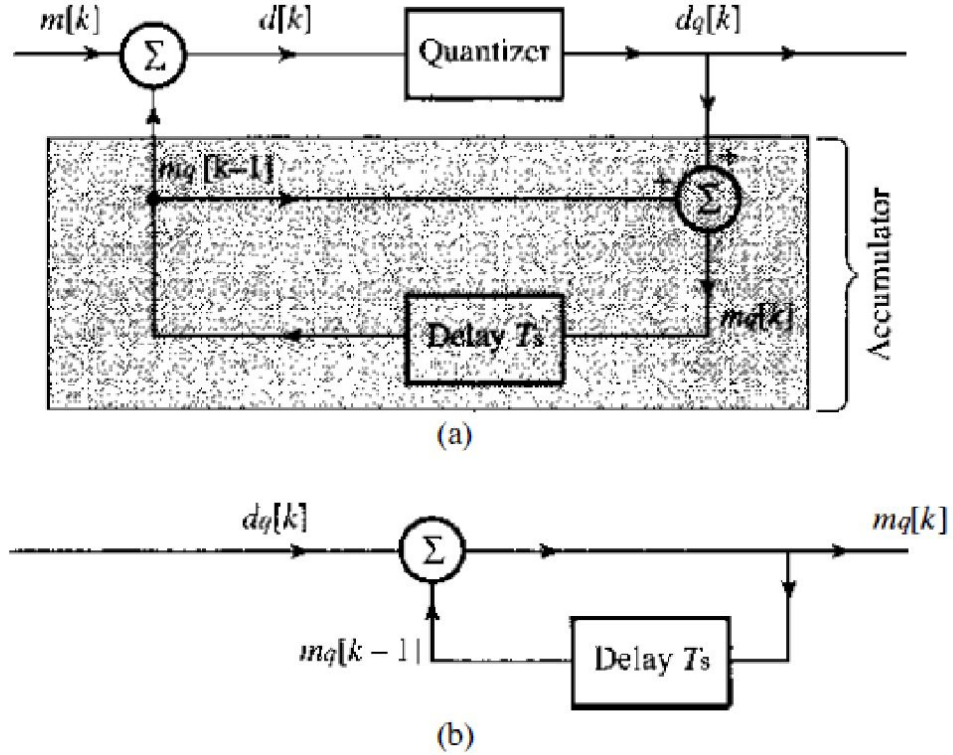 m[k]
d[k]
dq[k]
Σ
Quantizer
mq [k–1]
+
+
Σ
mq[k]
Delay Ts
Accumulator
(a)
dq[k]
mq[k]
Σ
mq[k – 1]
Delay Ts
(b)